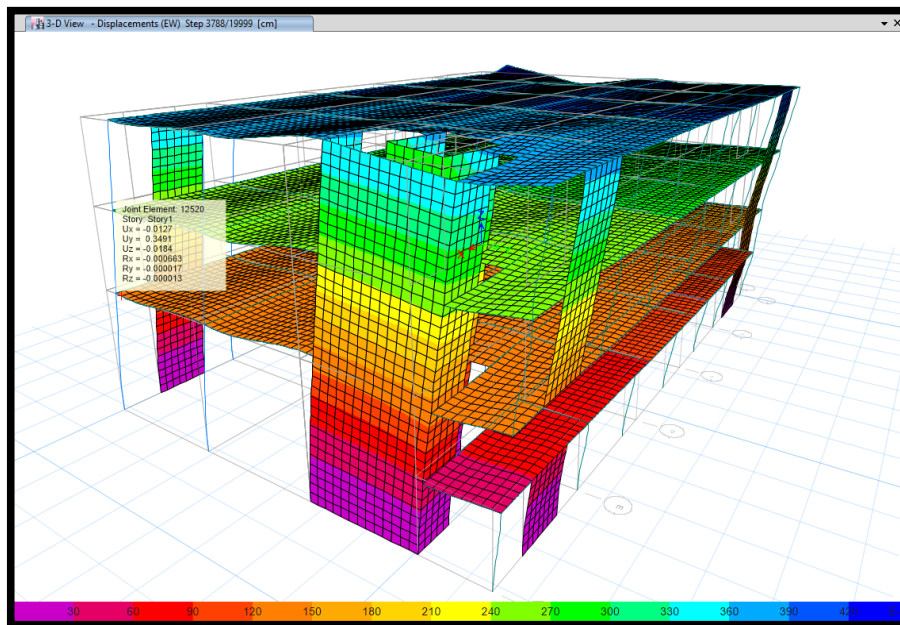 3-D View - Displacements (EW) Step 3788/19999 [cm]
Joint Element: 12520
Story: Story1
Ux = -0.0127
Uy = 0.3491
Uz = -0.0184
Rx = -0.000663
Ry = -0.000017
Rz = -0.000013
Z
E
30 60 90 120 150 180 210 240 270 300 330 360 390 420